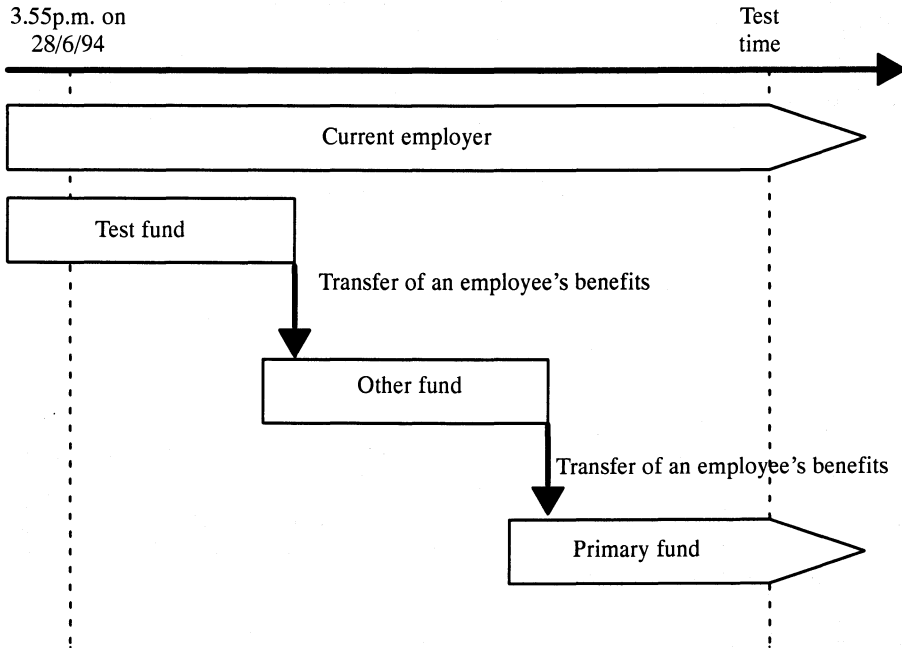 3.55p.m. on
28/6/94
Test
time
Current employer
Test fund
Transfer of an employee's benefits
Other fund
Transfer of an employee's benefits
Primary fund